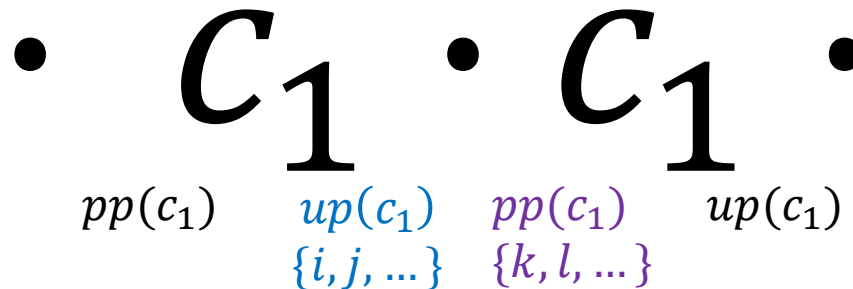 · c₁ · c₁ ·
pp(c₁) up(c₁) pp(c₁) up(c₁)
{i, j, …} {k, l, …}